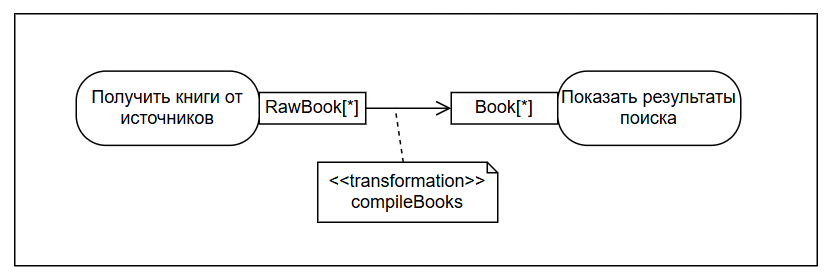 Получить книги от
источников
RawBook[*]
Book[*]
Показать результаты
поиска
<<transformation>>
compileBooks